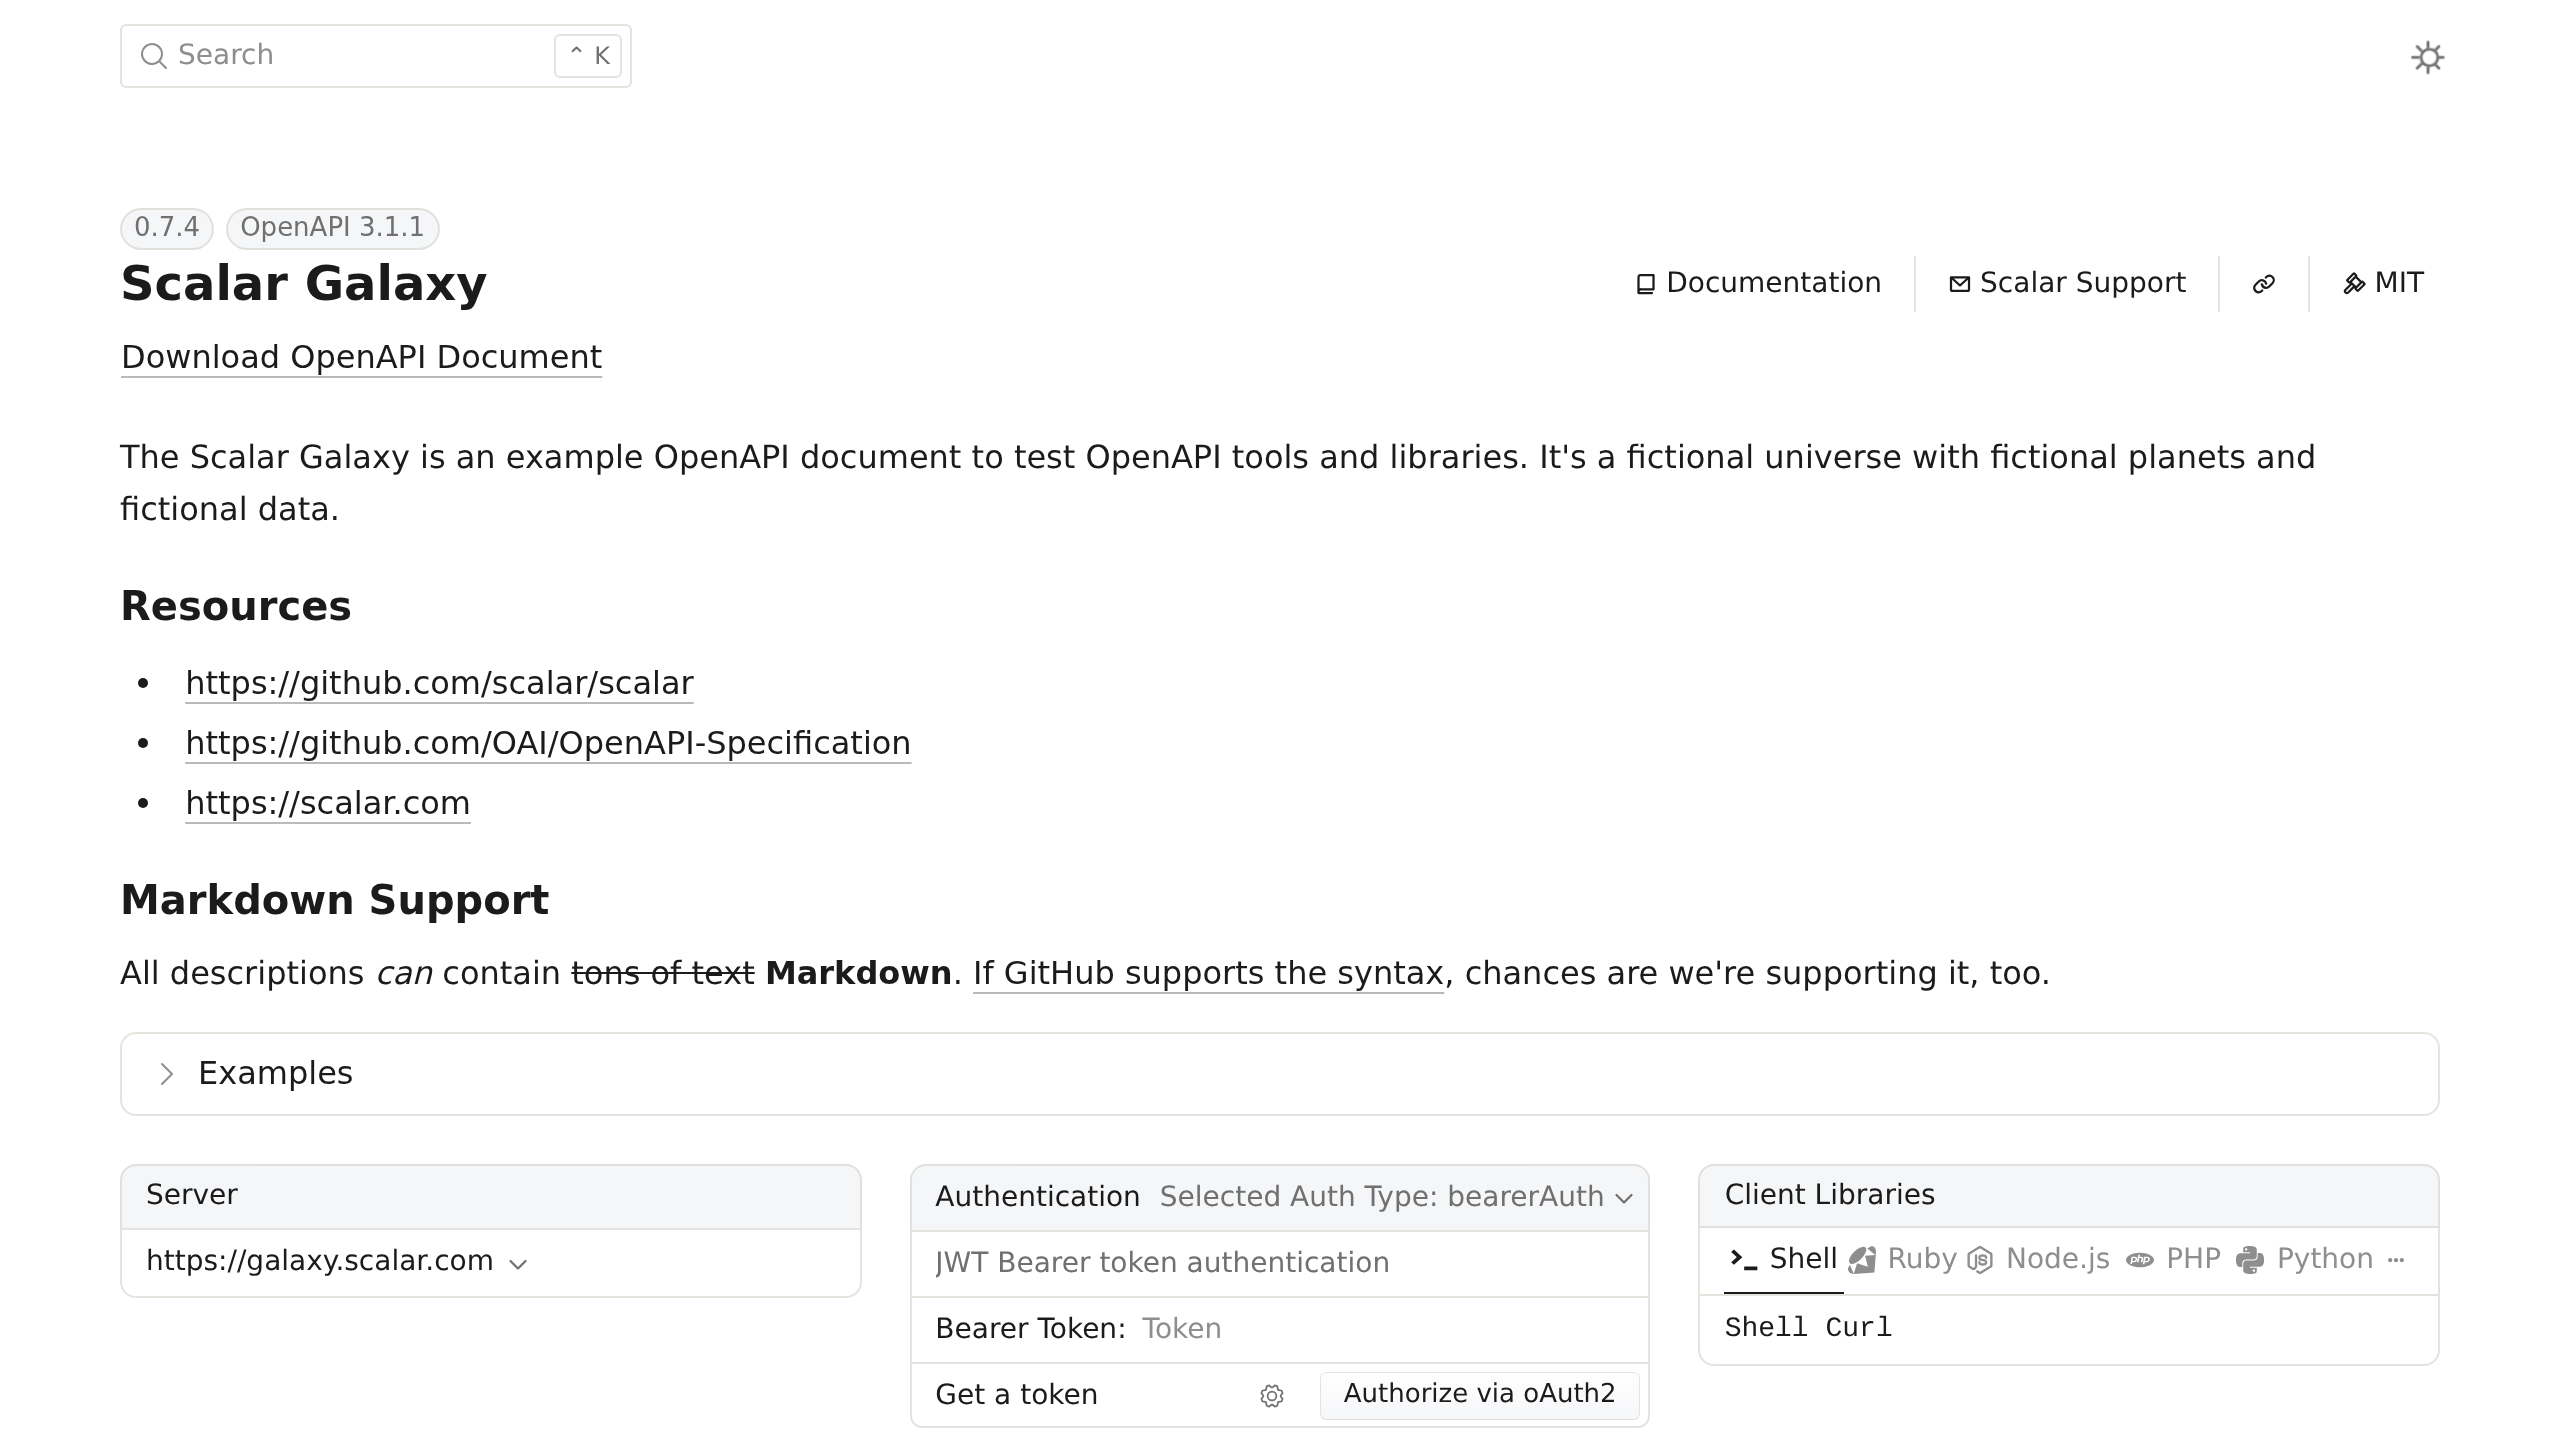 Search ⌃ K
0.7.4 OpenAPI 3.1.1
Scalar Galaxy
Documentation Scalar Support MIT
Download OpenAPI Document
The Scalar Galaxy is an example OpenAPI document to test OpenAPI tools and libraries. It's a fictional universe with fictional planets and
fictional data.
Resources
• https://github.com/scalar/scalar
• https://github.com/OAI/OpenAPI-Specification
• https://scalar.com
Markdown Support
All descriptions can contain tons of text Markdown. If GitHub supports the syntax, chances are we're supporting it, too.
Examples
Server
https://galaxy.scalar.com
Authentication Selected Auth Type: bearerAuth
JWT Bearer token authentication
Bearer Token: Token
Get a token Authorize via oAuth2
Client Libraries
Shell Ruby Node.js PHP Python ···
Shell Curl